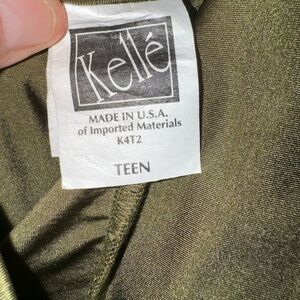 Kellé
MADE IN U.S.A.
of Imported Materials
K4T2
TEEN